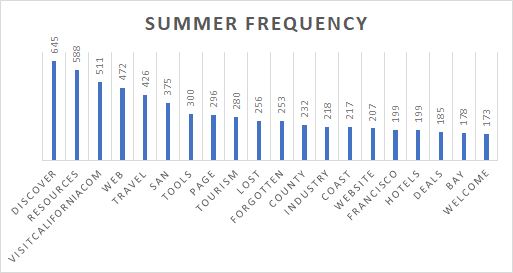 SUMMER FREQUENCY
645
588
511
472
426
375
300
296
280
256
253
232
218
217
207
199
199
185
178
173
DISCOVER
RESOURCES
VISITCALIFORNIACOM
WEB
TRAVEL
SAN
TOOLS
PAGE
TOURISM
LOST
FORGOTTEN
COUNTY
INDUSTRY
COAST
WEBSITE
FRANCISCO
HOTELS
DEALS
BAY
WELCOME